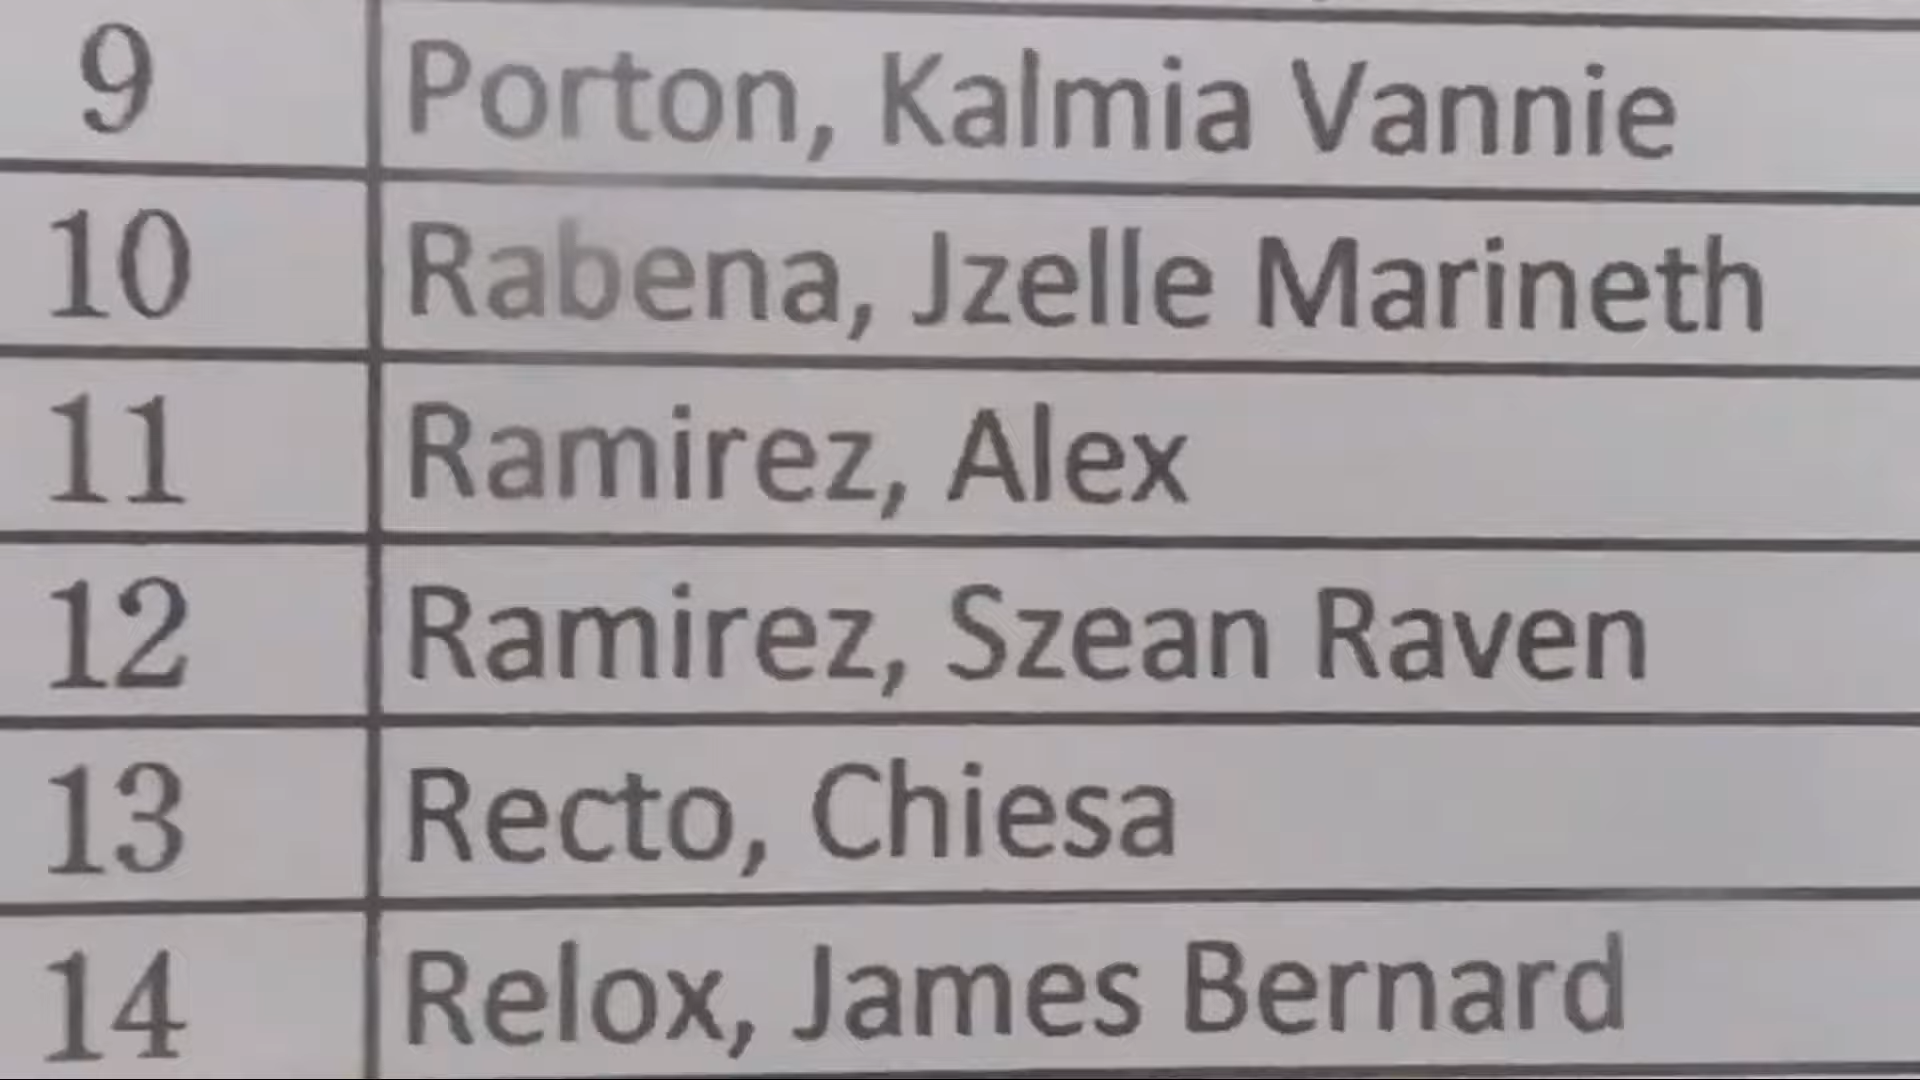 9 Porton, Kalmia Vannie
10 Rabena, Jzelle Marineth
11 Ramirez, Alex
12 Ramirez, Szean Raven
13 Recto, Chiesa
14 Relox, James Bernard